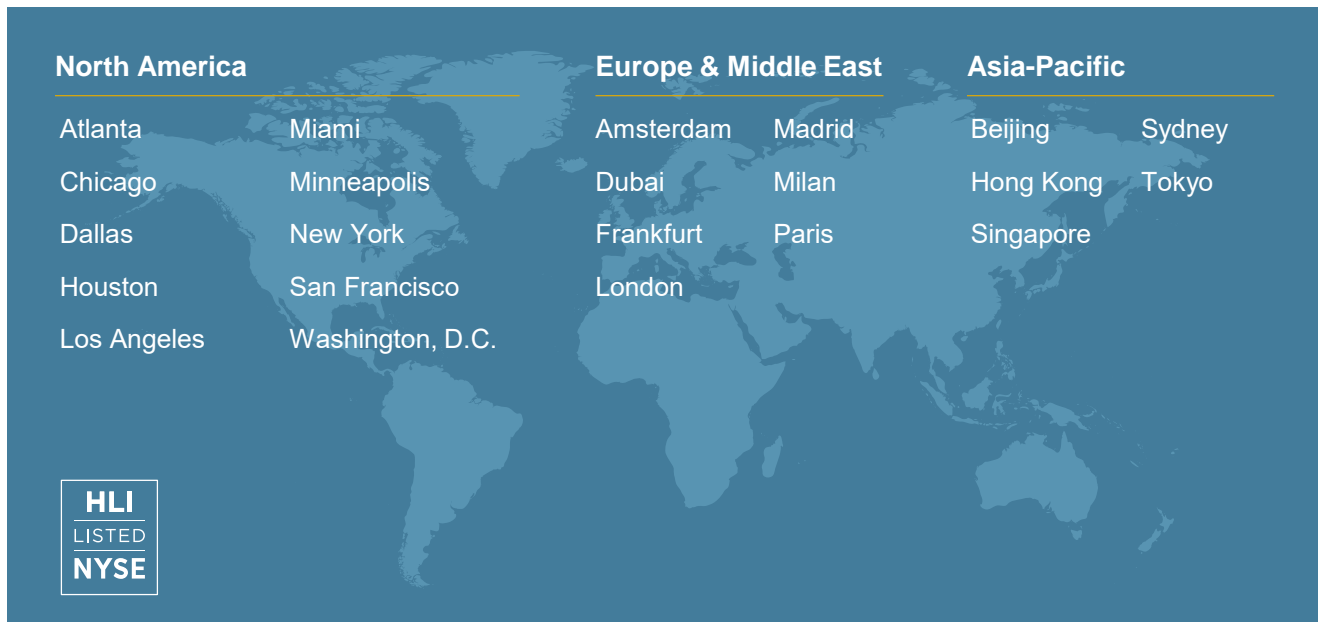 North America
Atlanta
Chicago
Dallas
Houston
Los Angeles
Miami
Minneapolis
New York
San Francisco
Washington, D.C.
Europe & Middle East
Amsterdam
Dubai
Frankfurt
London
Madrid
Milan
Paris
Asia-Pacific
Beijing
Hong Kong
Singapore
Sydney
Tokyo
HLI
LISTED
NYSE